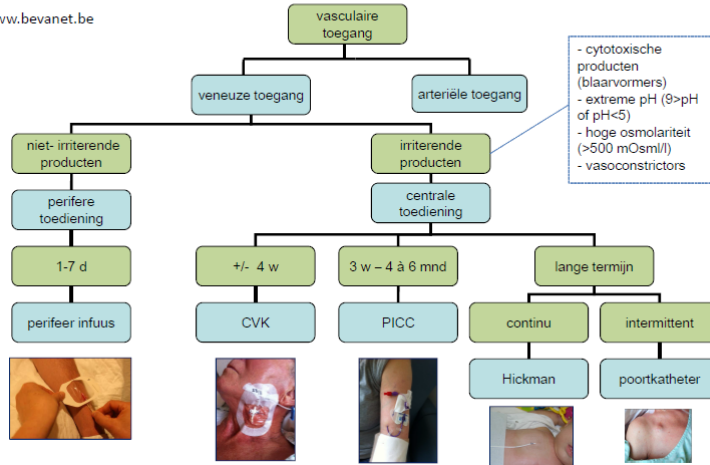 ww.bevanet.be
vasculaire
toegang
- cytotoxische
producten
(blaarvormers)
- extreme pH (9>pH
of pH<5)
- hoge osmolariteit
(>500 mOsml/l)
- vasoconstrictors
veneuze toegang
arteriële toegang
niet- irriterende
producten
irriterende
producten
perifere
toediening
centrale
toediening
1-7 d
+/- 4 w
3 w – 4 à 6 mnd
lange termijn
perifeer infuus
CVK
PICC
continu
intermittent
Hickman
poortkatheter